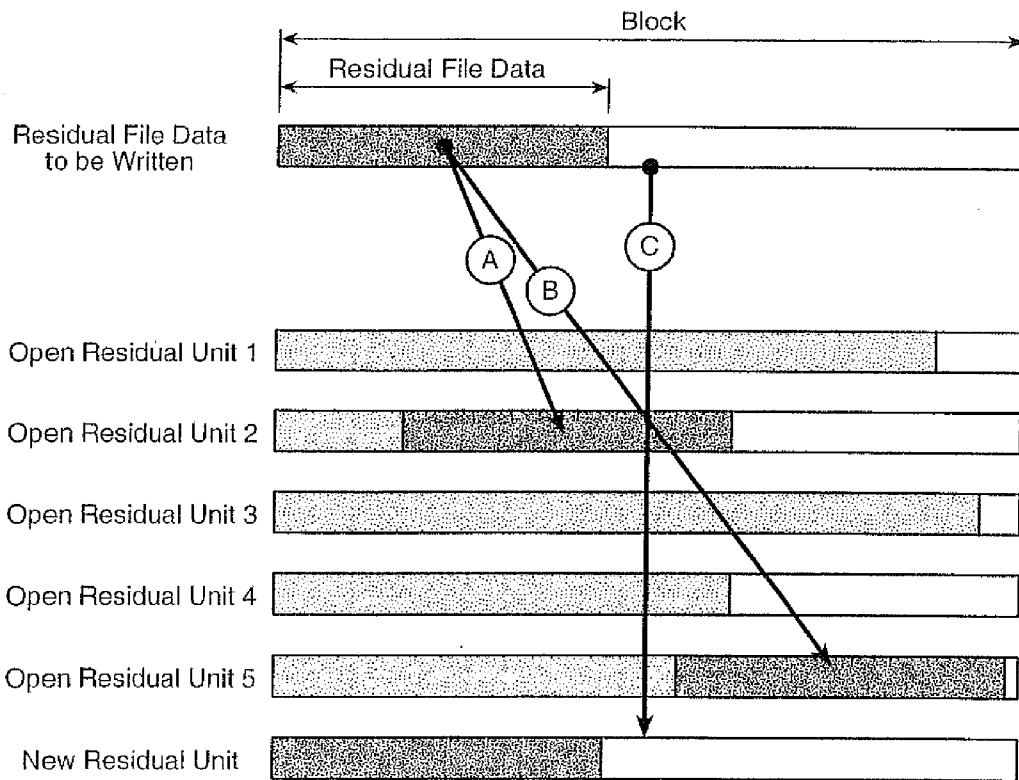 Block
Residual File Data
Residual File Data
to be Written
A
B
C
Open Residual Unit 1
Open Residual Unit 2
Open Residual Unit 3
Open Residual Unit 4
Open Residual Unit 5
New Residual Unit